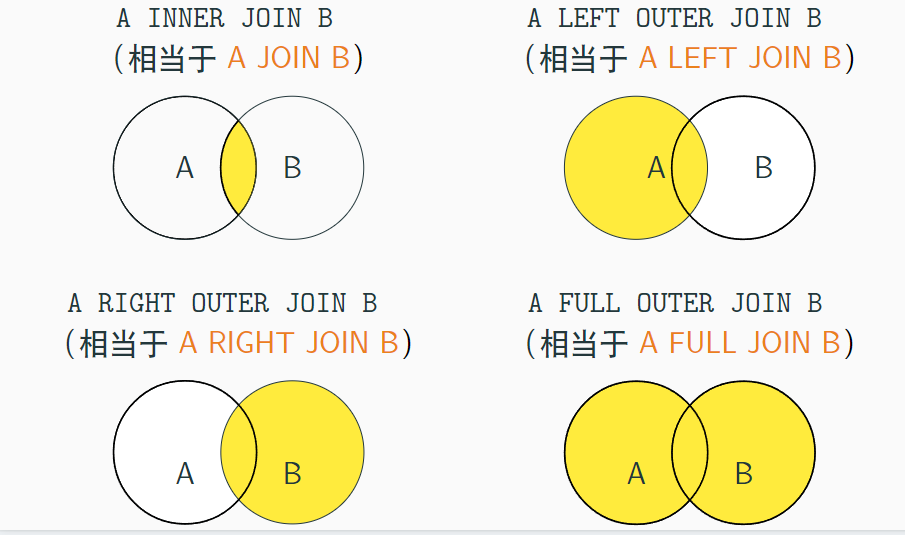 A INNER JOIN B
(相当于 A JOIN B)
A LEFT OUTER JOIN B
(相当于 A LEFT JOIN B)
A
B
A
B
A RIGHT OUTER JOIN B
(相当于 A RIGHT JOIN B)
A FULL OUTER JOIN B
(相当于 A FULL JOIN B)
A
B
A
B